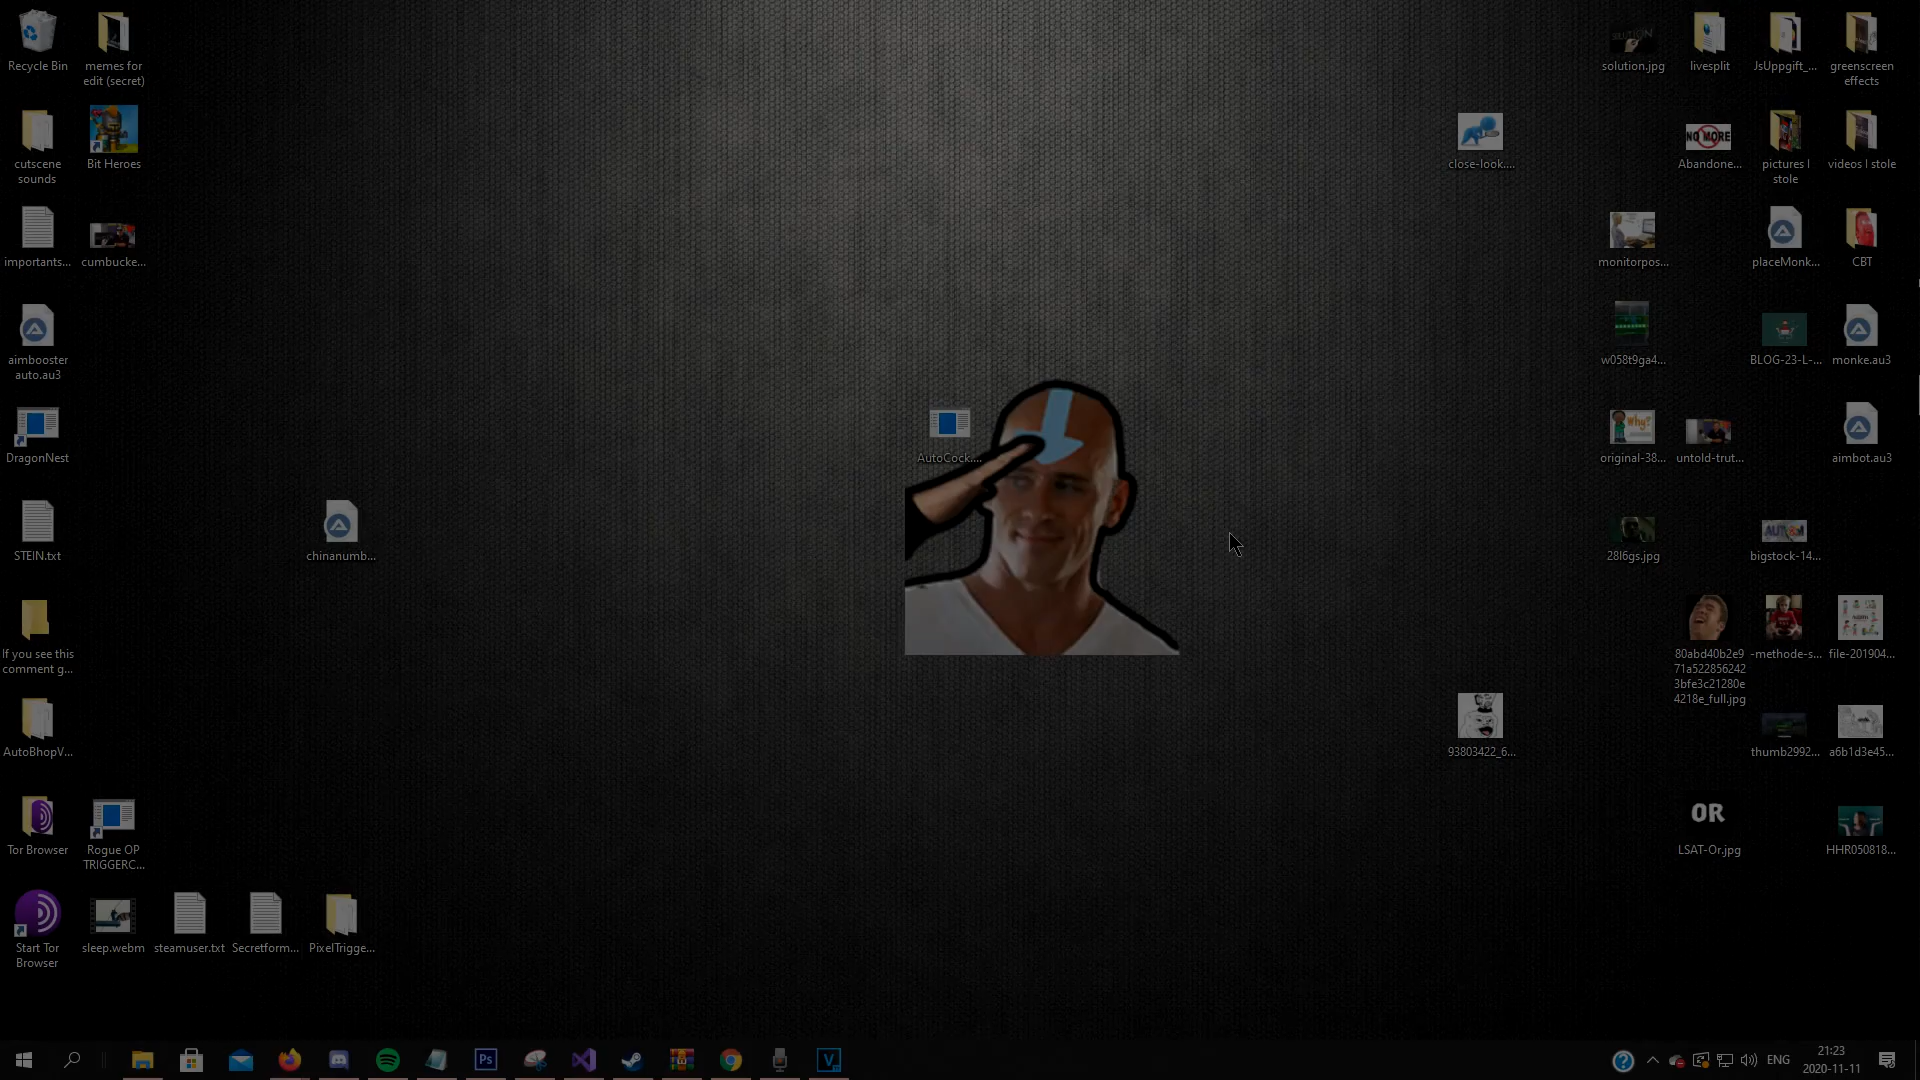 Recycle Bin
memes for
edit (secret)
solution.jpg
livesplit
JsUppgift_...
greenscreen
effects
cutscene
sounds
Bit Heroes
close-look....
NO MORE
Abandone...
pictures I
stole
videos I stole
importants...
cumbucke...
monitorpos...
placeMonk...
CBT
aimbooster
auto.au3
w058t9ga4...
BLOG-23-L-...
monke.au3
DragonNest
AutoCock....
Why?
original-38...
untold-trut...
aimbot.au3
STEIN.txt
chinanumb...
28l6gs.jpg
bigstock-14...
If you see this
comment g...
80abd40b2e9
71a522856242
3bfe3c21280e
4218e_full.jpg
-methode-s...
file-201904...
AutoBhopV...
93803422_6...
thumb2992...
a6b1d3e45...
Tor Browser
Rogue OP
TRIGGERC...
OR
LSAT-Or.jpg
HHR050818...
Start Tor
Browser
sleep.webm
steamuser.txt
Secretform...
PixelTrigge...
Ps
V
ENG
21:23
2020-11-11